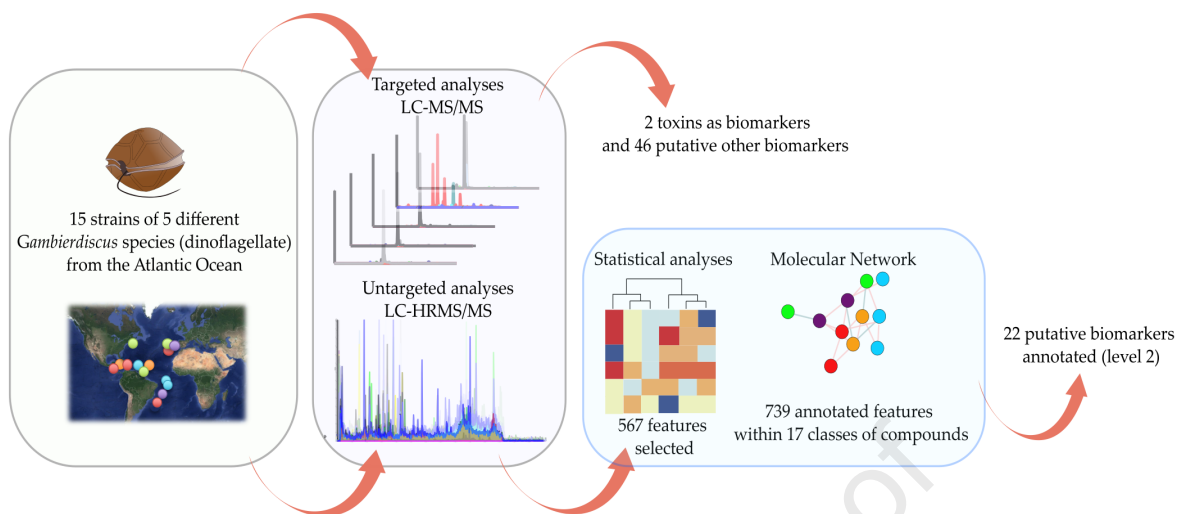 15 strains of 5 different
Gambierdiscus species (dinoflagellate)
from the Atlantic Ocean
Targeted analyses
LC-MS/MS
Untargeted analyses
LC-HRMS/MS
2 toxins as biomarkers
and 46 putative other biomarkers
Statistical analyses
567 features
selected
Molecular Network
739 annotated features
within 17 classes of compounds
22 putative biomarkers
annotated (level 2)
of